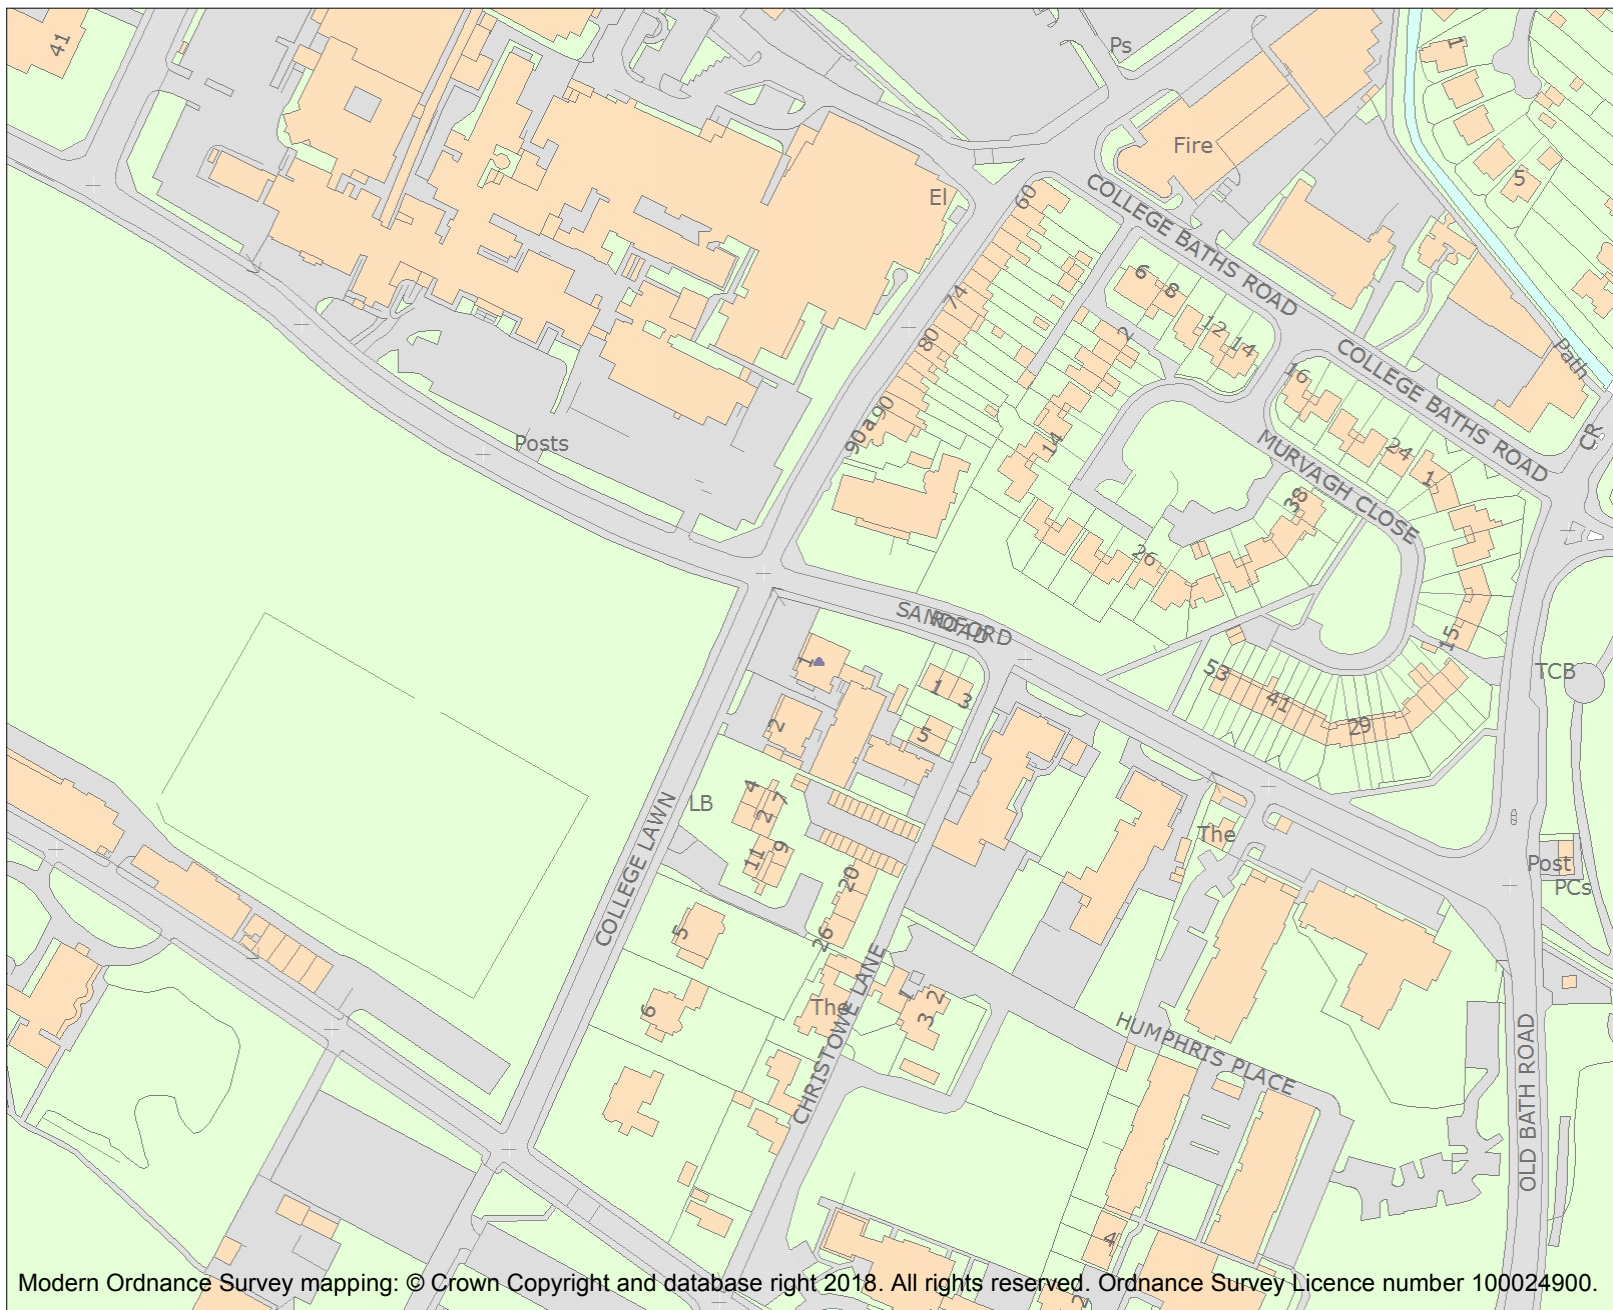 41
Ps
1
Fire
5
El
60
COLLEGE BATHS ROAD
6
8
74
12
14
80
2
COLLEGE BATHS ROAD
Path
16
90
90a
CR
14
24
Posts
MURVAGH CLOSE
1
38
26
SANDFORD
ROAD
15
1
53
TCB
1
3
41
2
5
29
4
7
LB
2
The
11
9
Post
PCs
20
COLLEGE LAWN
5
26
1
2
6
The
3
HUMPHRIS PLACE
CHRISTOWE LANE
OLD BATH ROAD
4
2
Modern Ordnance Survey mapping: © Crown Copyright and database right 2018. All rights reserved. Ordnance Survey Licence number 100024900.